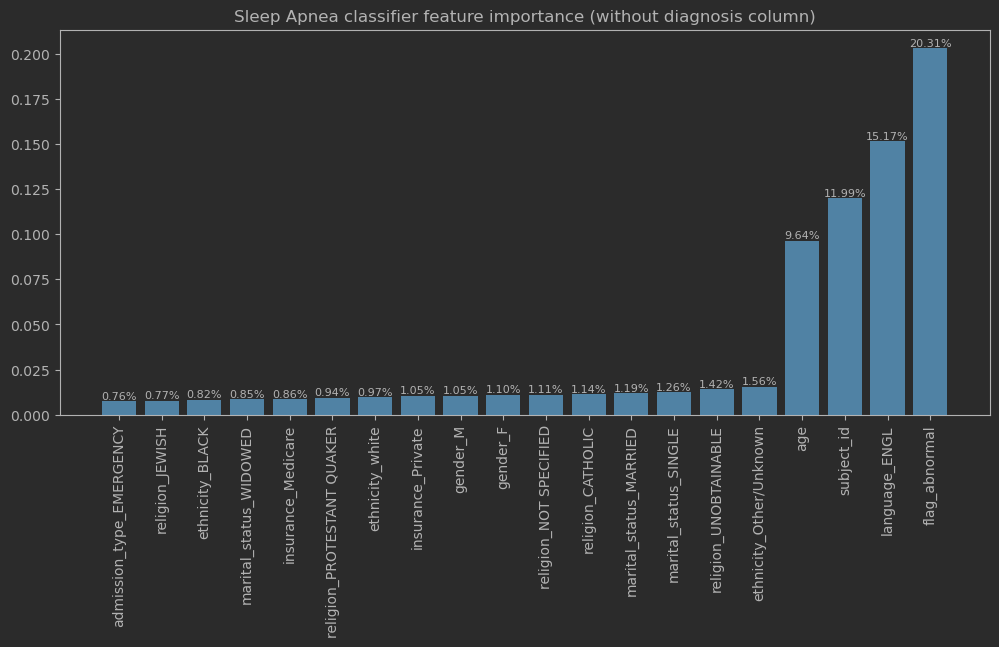 Sleep Apnea classifier feature importance (without diagnosis column)
0.200
0.175
0.150
0.125
0.100
0.075
0.050
0.025
0.000
0.76%
0.77%
0.82%
0.85%
0.86%
0.94%
0.97%
1.05%
1.05%
1.10%
1.11%
1.14%
1.19%
1.26%
1.42%
1.56%
9.64%
11.99%
15.17%
20.31%
admission_type_EMERGENCY
religion_JEWISH
ethnicity_BLACK
marital_status_WIDOWED
insurance_Medicare
religion_PROTESTANT QUAKER
ethnicity_white
insurance_Private
gender_M
gender_F
religion_NOT SPECIFIED
religion_CATHOLIC
marital_status_MARRIED
marital_status_SINGLE
religion_UNOBTAINABLE
ethnicity_Other/Unknown
age
subject_id
language_ENGL
flag_abnormal